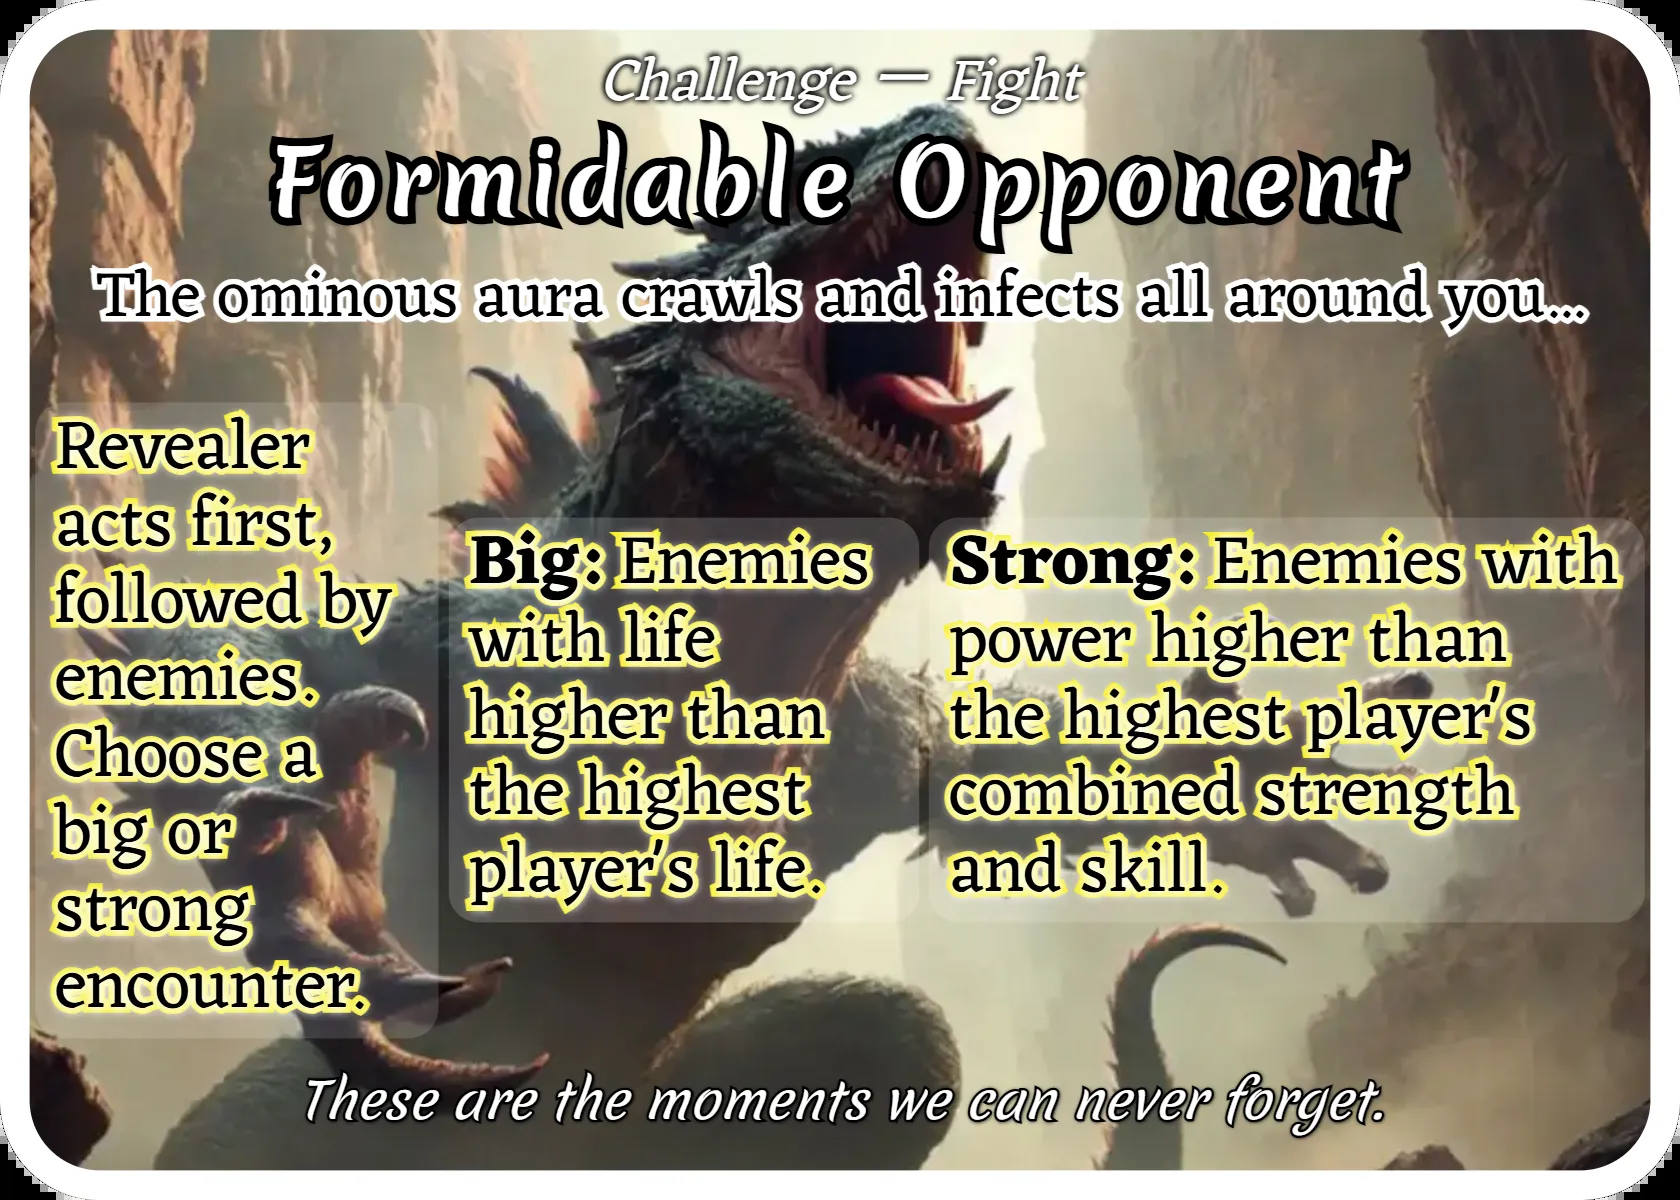 Challenge — Fight
Formidable Opponent
The ominous aura crawls and infects all around you...
Revealer
acts first,
followed by
enemies.
Choose a
big or
strong
encounter.
Big: Enemies
with life
higher than
the highest
player's life.
Strong: Enemies with
power higher than
the highest player's
combined strength
and skill.
These are the moments we can never forget.